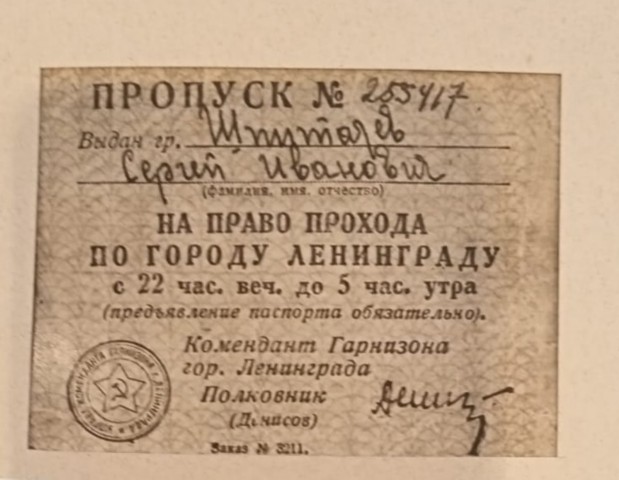 ПРОПУСК № 255417
Выдан гр.
Сергей Иванович
(фамилия, имя, отчество)
НА ПРАВО ПРОХОДА
ПО ГОРОДУ ЛЕНИНГРАДУ
с 22 час. веч. до 5 час. утра
(предъявление паспорта обязательно).
Комендант Гарнизона
гор. Ленинграда
Полковник
(Денисов)
Заказ № 3211.